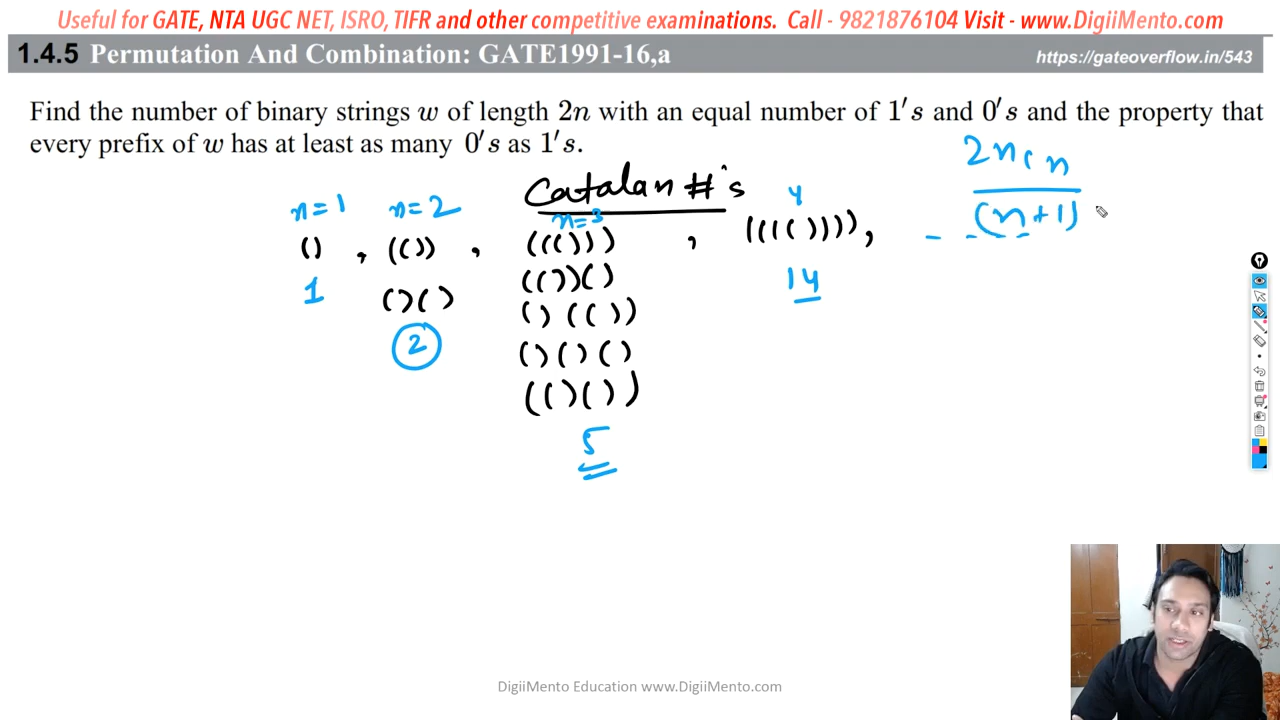 Useful for GATE, NTA UGC NET, ISRO, TIFR and other competitive examinations. Call - 9821876104 Visit - www.DigiiMento.com
1.4.5 Permutation And Combination: GATE1991-16,a https://gateoverflow.in/543
Find the number of binary strings w of length 2n with an equal number of 1's and 0's and the property that
every prefix of w has at least as many 0's as 1's.
Catalan #'s
2n C n
(n+1)
n=1 n=2 n=3 4
() , (()) , ((())) , (((()))), - - - -
(())()
()(())
()()()
(()())
1
()()
2
5
14
DigiiMento Education www.DigiiMento.com